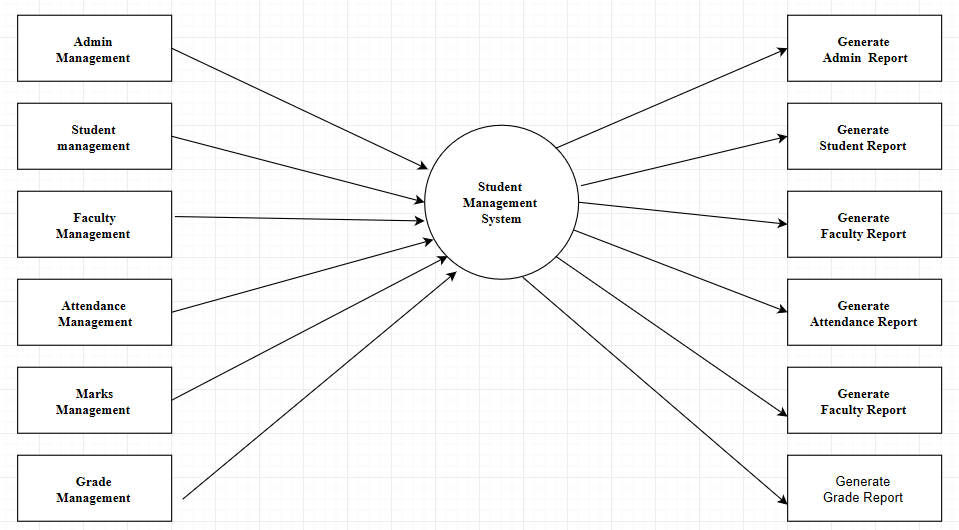 Admin
Management
Student
management
Faculty
Management
Attendance
Management
Marks
Management
Grade
Management
Student
Management
System
Generate
Admin Report
Generate
Student Report
Generate
Faculty Report
Generate
Attendance Report
Generate
Faculty Report
Generate
Grade Report